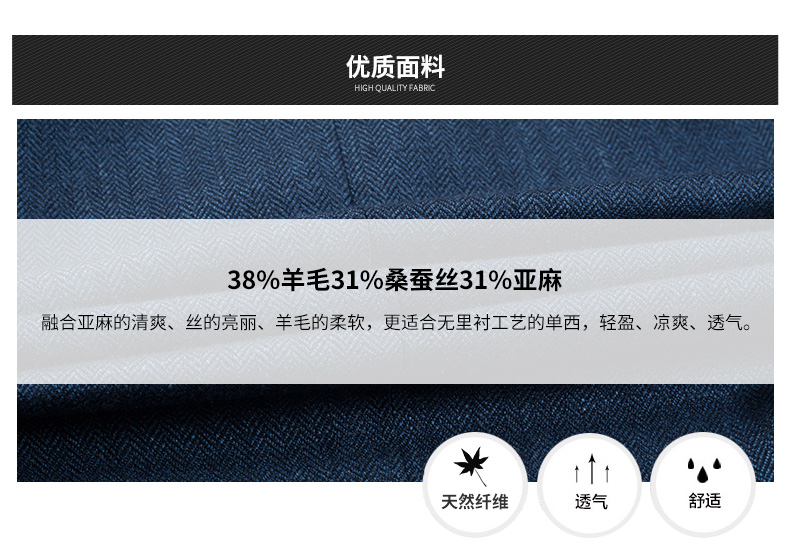 优质面料
HIGH QUALITY FABRIC
38%羊毛31%桑蚕丝31%亚麻
融合亚麻的清爽、丝的亮丽、羊毛的柔软，更适合无里衬工艺的单西，轻盈、凉爽、透气。
天然纤维
透气
舒适